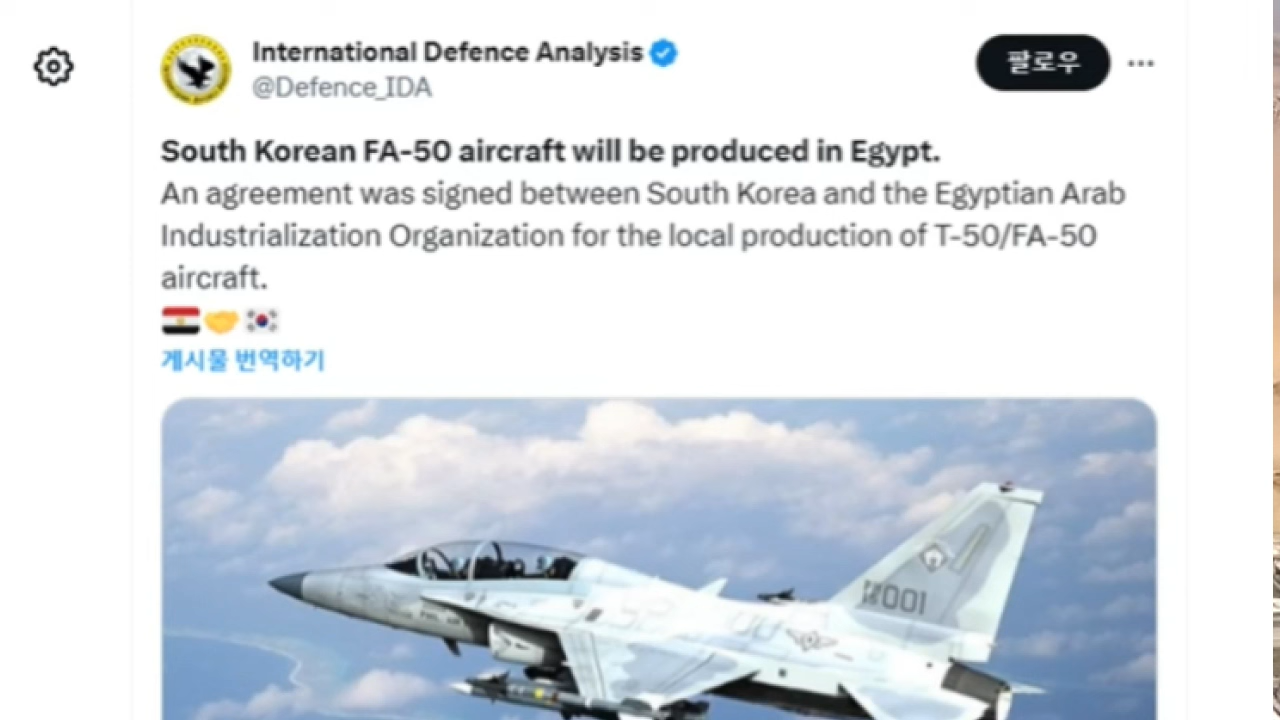 International Defence Analysis
팔로우
@Defence_IDA
South Korean FA-50 aircraft will be produced in Egypt.
An agreement was signed between South Korea and the Egyptian Arab
Industrialization Organization for the local production of T-50/FA-50
aircraft.
게시물 번역하기
001